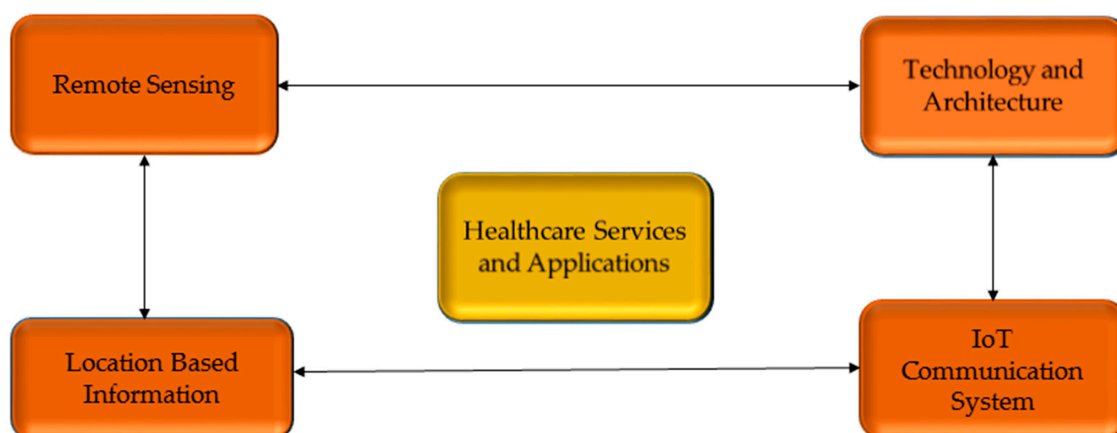 Remote Sensing
Technology and
Architecture
Healthcare Services
and Applications
Location Based
Information
IoT
Communication
System